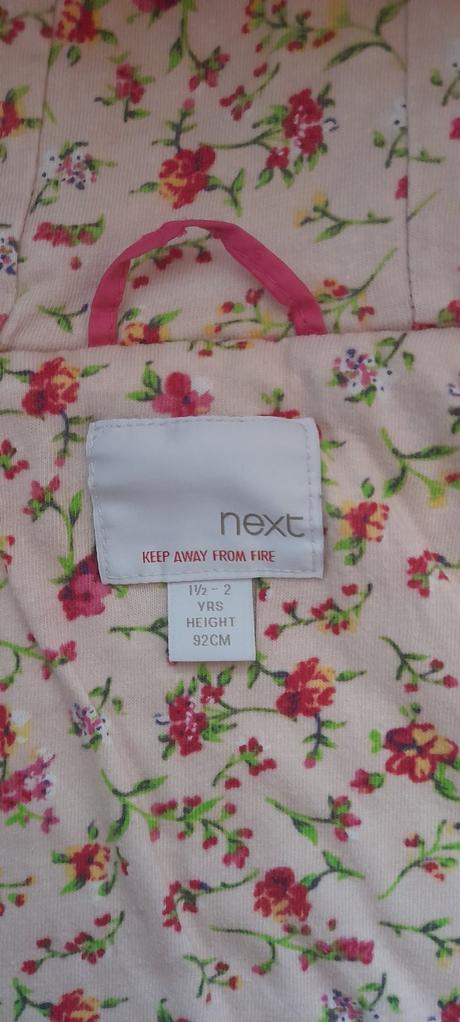 next
KEEP AWAY FROM FIRE
1½ - 2
YRS
HEIGHT
92CM